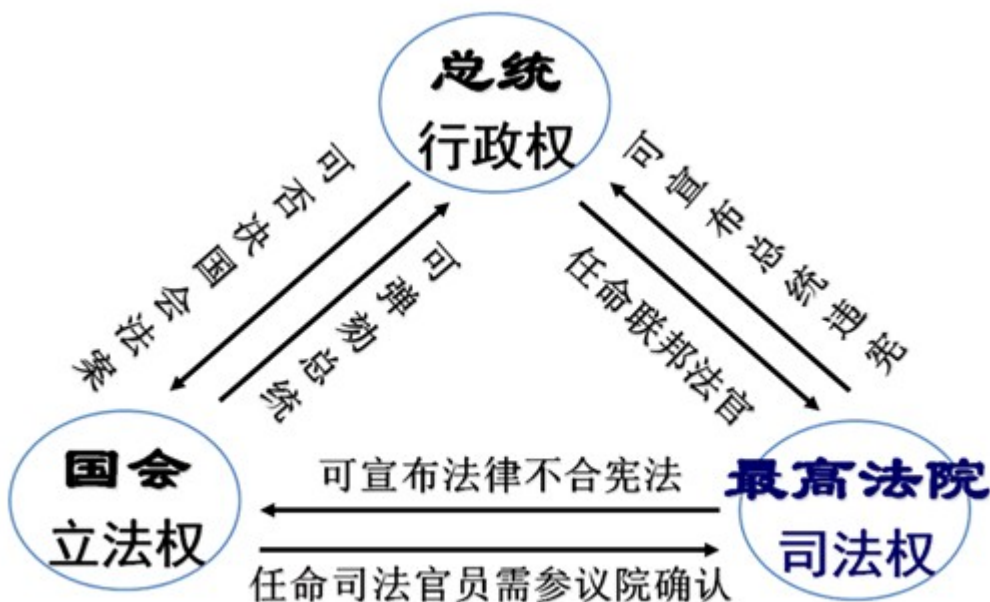 总统
行政权
可否决国会法案
可弹劾总统
可宣布总统违宪
任命联邦法官
国会
立法权
可宣布法律不合宪法
任命司法官员需参议院确认
最高法院
司法权